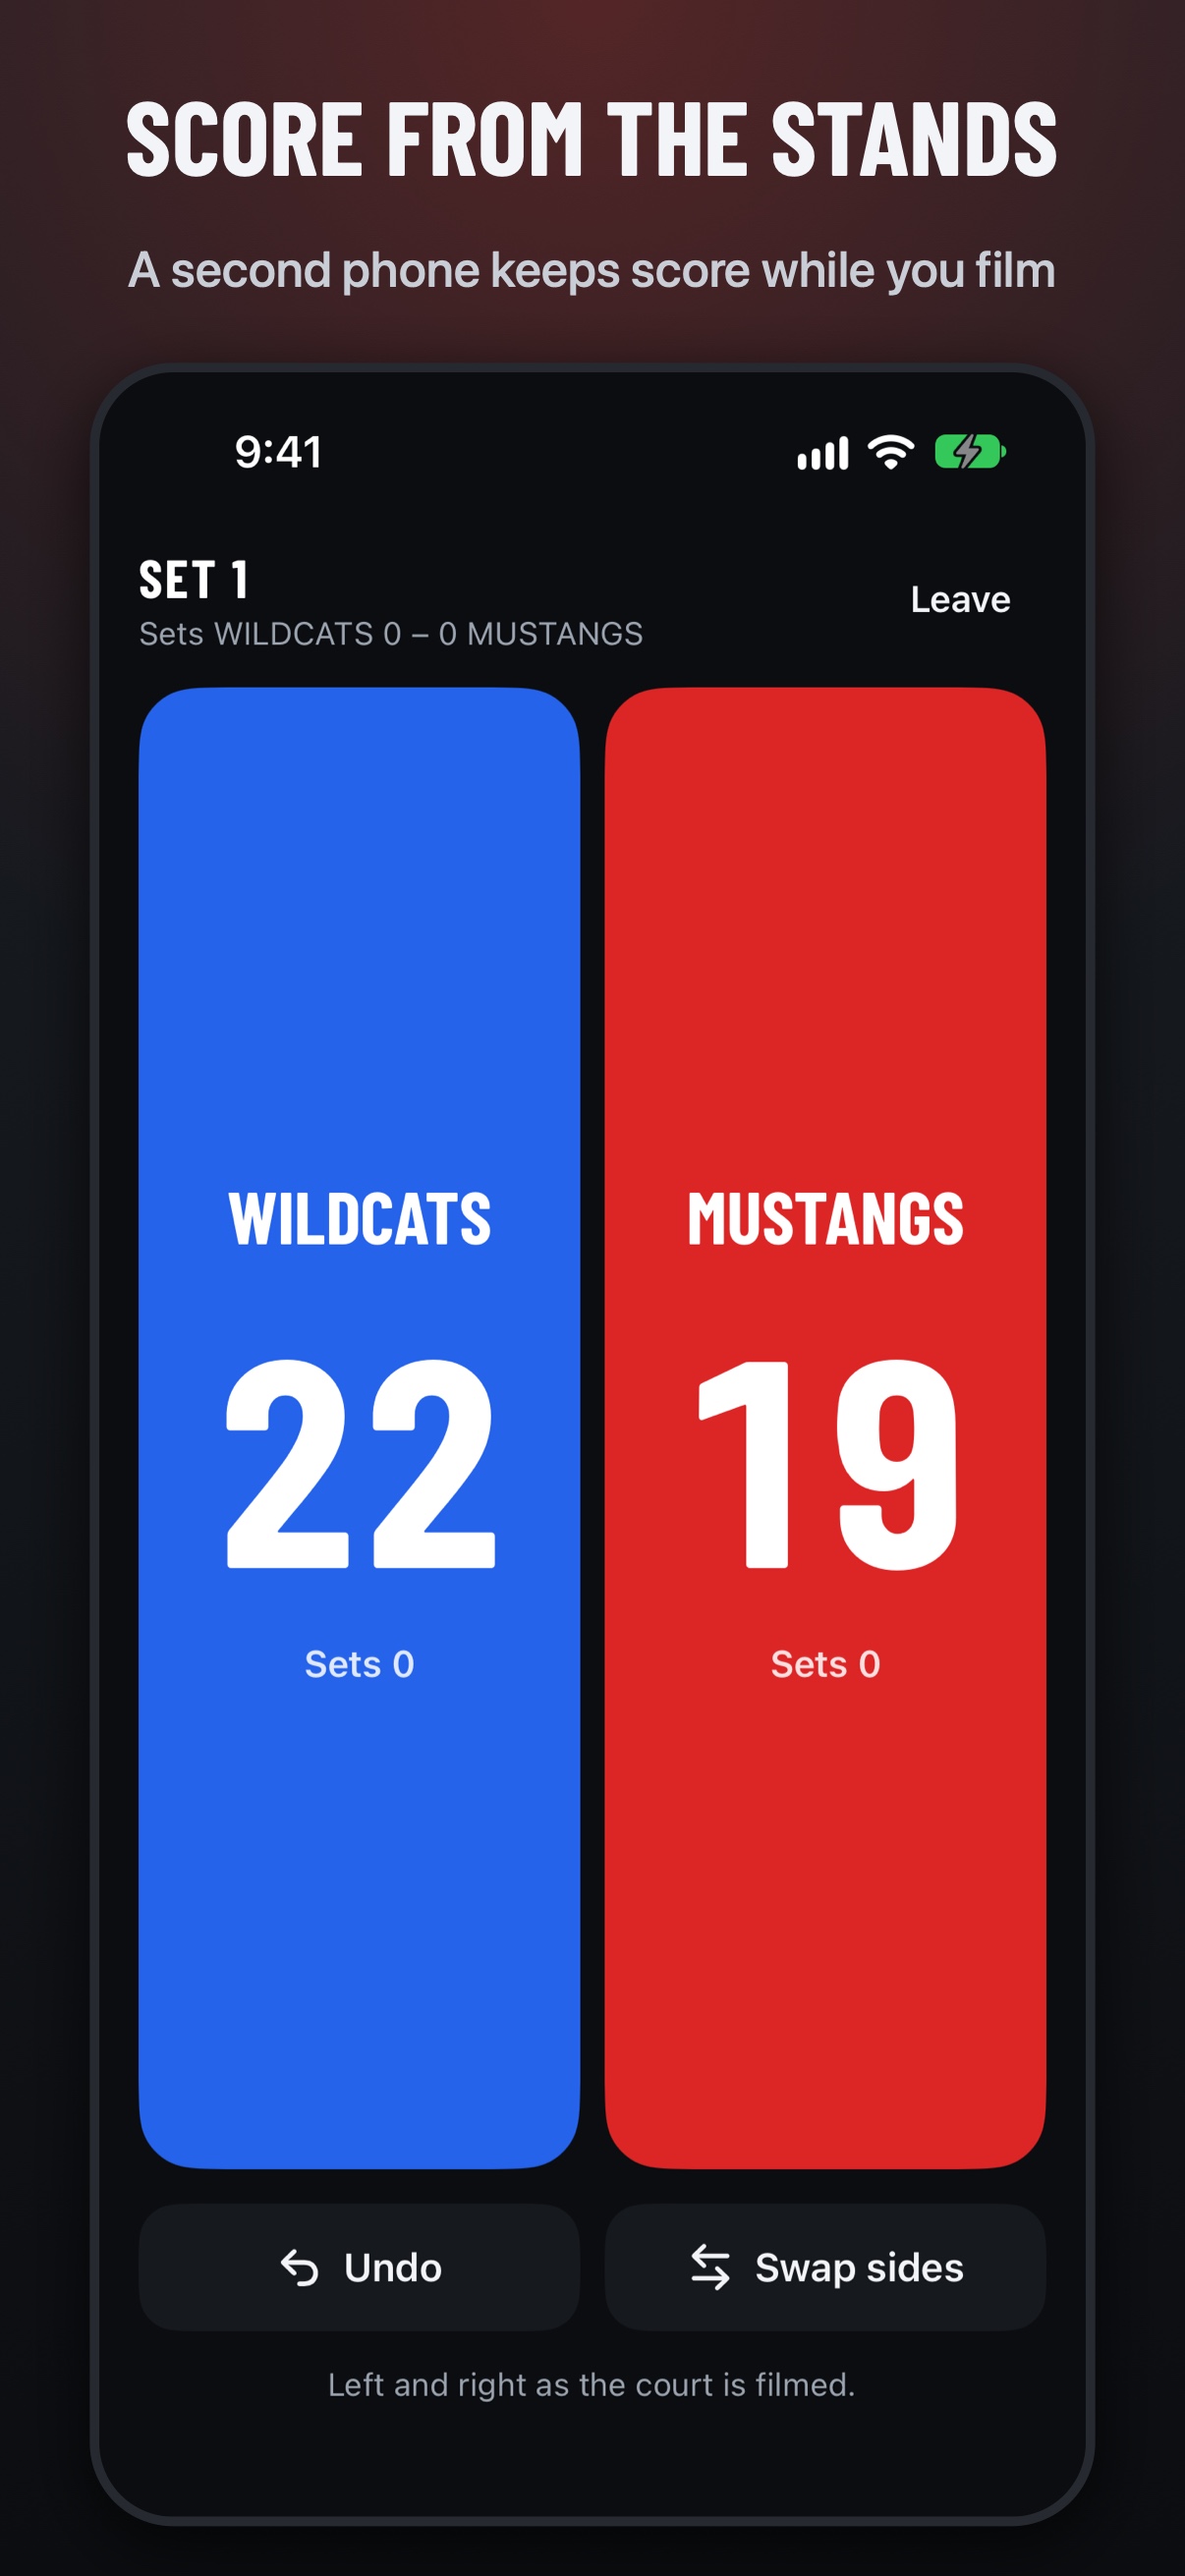 SCORE FROM THE STANDS
A second phone keeps score while you film
9:41
SET 1
Leave
Sets WILDCATS 0 – 0 MUSTANGS
WILDCATS
22
Sets 0
MUSTANGS
19
Sets 0
Undo
Swap sides
Left and right as the court is filmed.